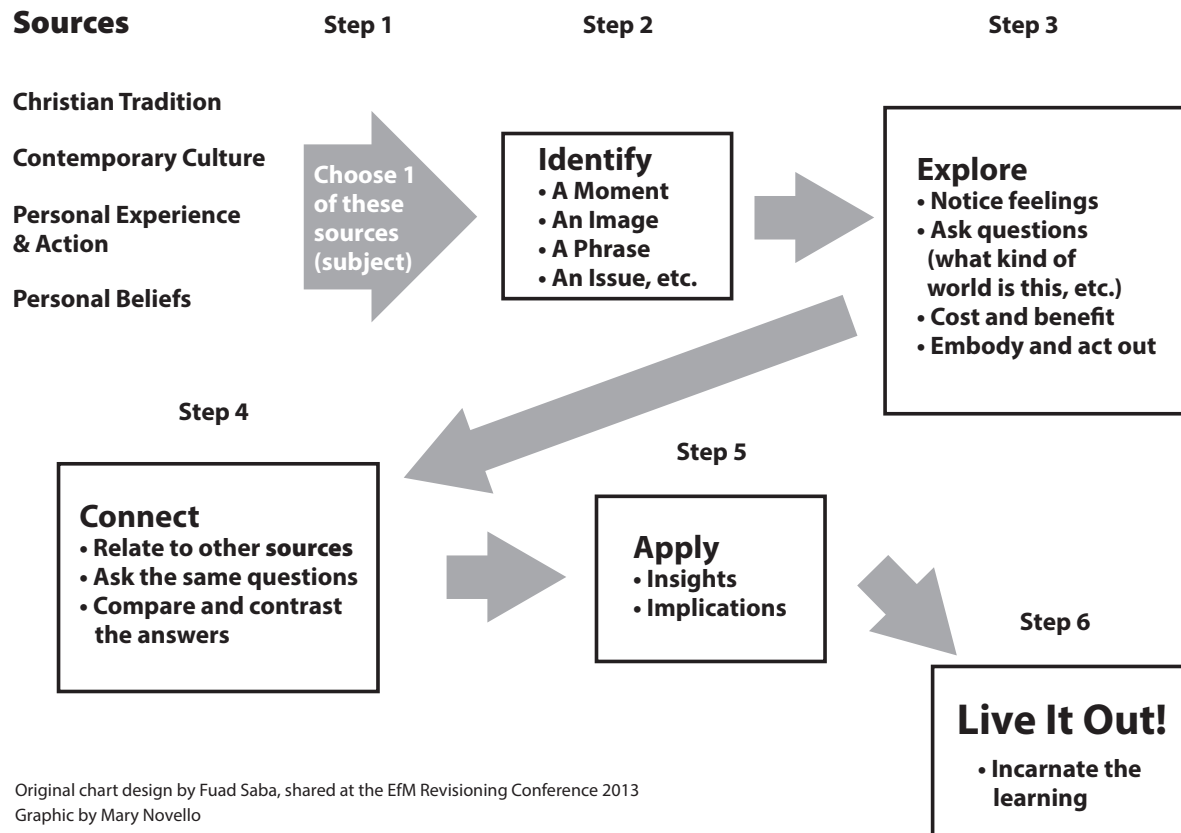 Sources
Step 1
Step 2
Step 3
Christian Tradition
Contemporary Culture
Personal Experience
& Action
Personal Beliefs
Choose 1
of these
sources
(subject)
Identify
• A Moment
• An Image
• A Phrase
• An Issue, etc.
Explore
• Notice feelings
• Ask questions
(what kind of
world is this, etc.)
• Cost and benefit
• Embody and act out
Step 4
Connect
• Relate to other sources
• Ask the same questions
• Compare and contrast
the answers
Step 5
Apply
• Insights
• Implications
Step 6
Live It Out!
• Incarnate the
learning
Original chart design by Fuad Saba, shared at the EfM Revisioning Conference 2013
Graphic by Mary Novello